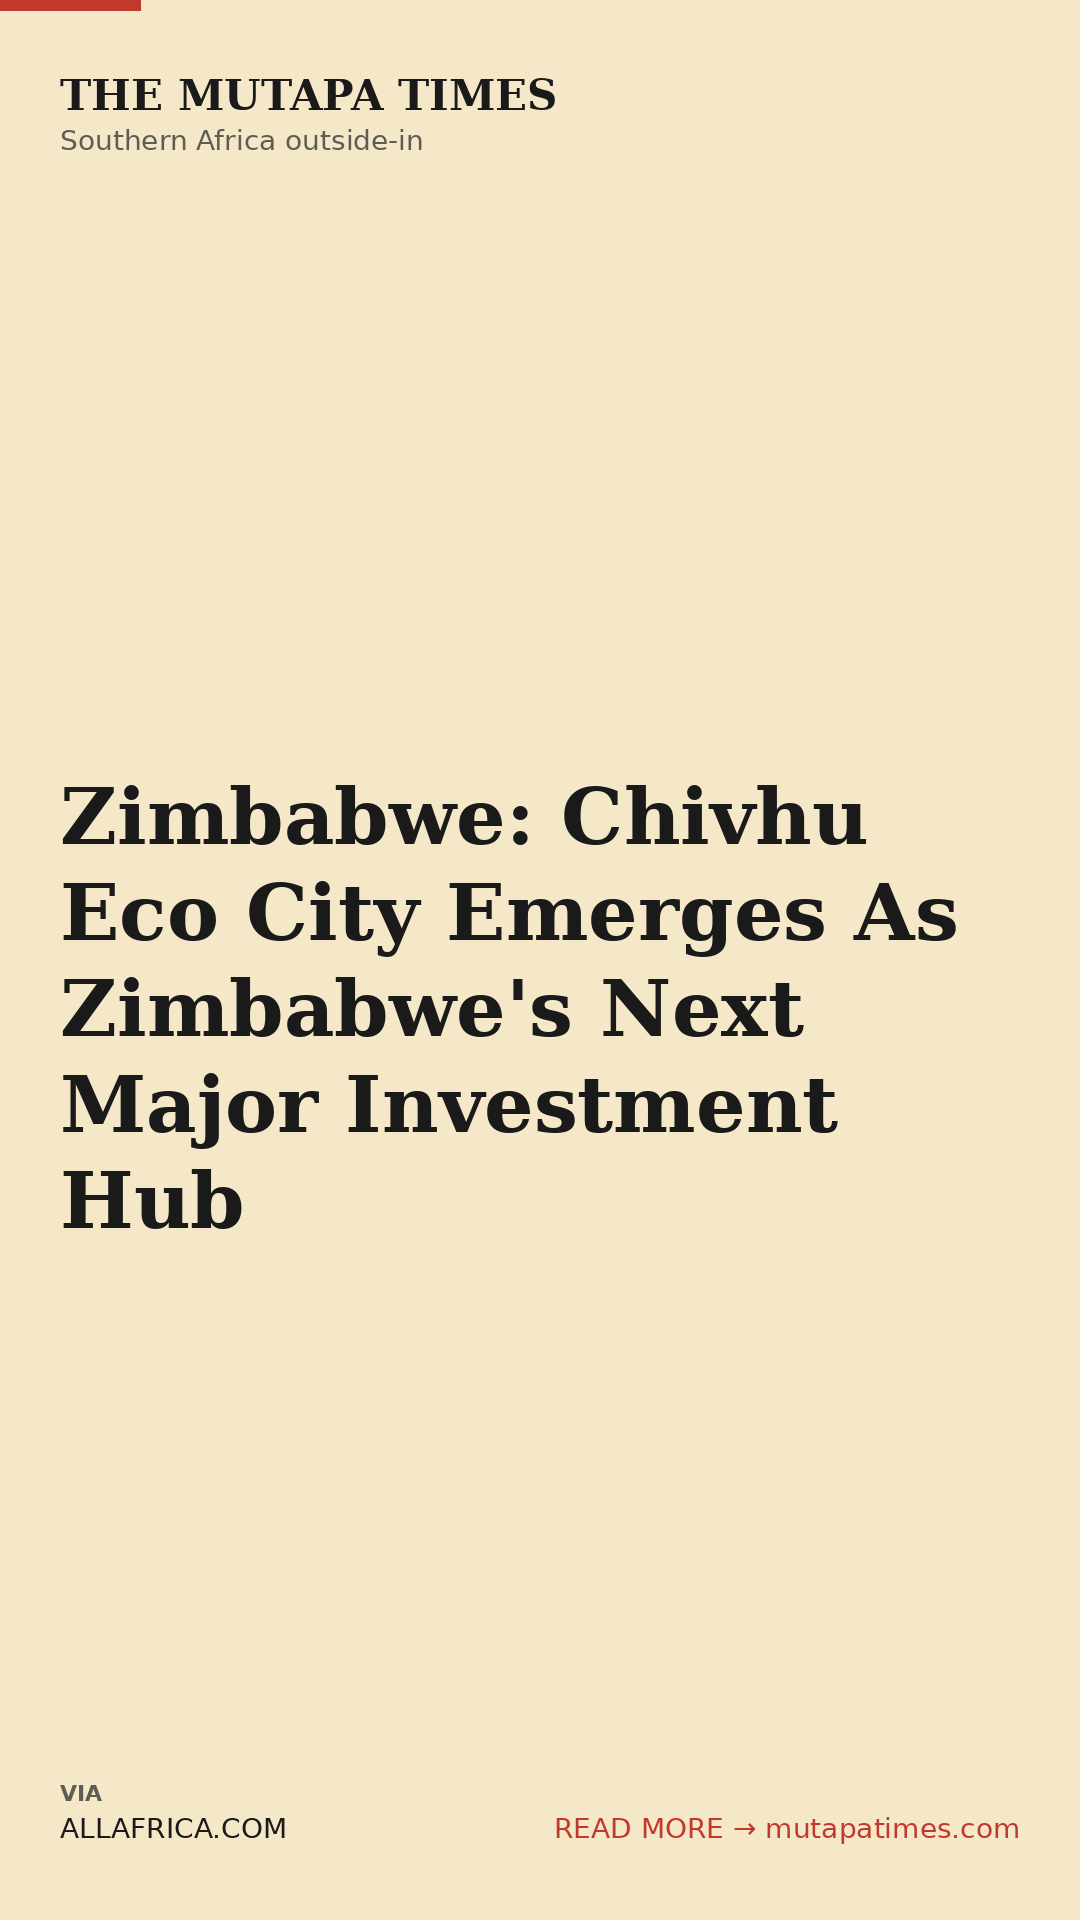 THE MUTAPA TIMES
Southern Africa outside-in
Zimbabwe: Chivhu
Eco City Emerges As
Zimbabwe's Next
Major Investment
Hub
VIA
ALLAFRICA.COM
READ MORE → mutapatimes.com